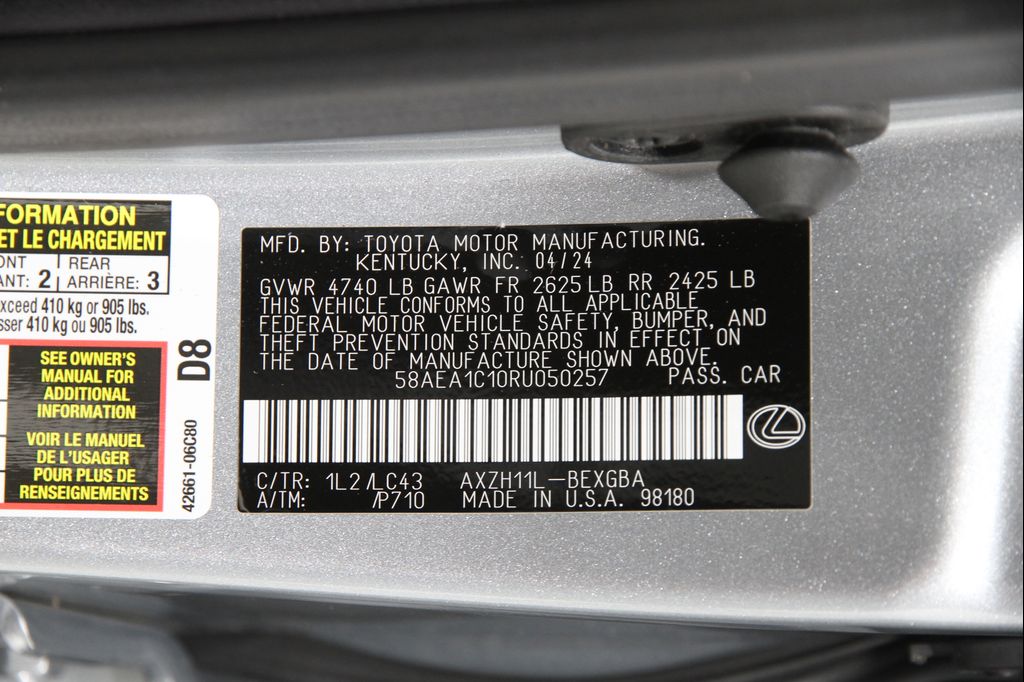 FORMATION
ET LE CHARGEMENT
ONT 2 REAR 3
ANT: ARRIÈRE:
xceed 410 kg or 905 lbs.
sser 410 kg ou 905 lbs.
SEE OWNER'S
MANUAL FOR
ADDITIONAL
INFORMATION
VOIR LE MANUEL
DE L'USAGER
POUR PLUS DE
RENSEIGNEMENTS
D8
42661-06C80
MFD. BY: TOYOTA MOTOR MANUFACTURING.
KENTUCKY, INC. 04/24
GVWR 4740 LB GAWR FR 2625 LB RR 2425 LB
THIS VEHICLE CONFORMS TO ALL APPLICABLE
FEDERAL MOTOR VEHICLE SAFETY, BUMPER, AND
THEFT PREVENTION STANDARDS IN EFFECT ON
THE DATE OF MANUFACTURE SHOWN ABOVE.
58AEA1C10RU050257 PASS. CAR
C/TR: 1L2/LC43 AXZH11L-BEXGBA
A/TM: /P710 MADE IN U.S.A. 98180